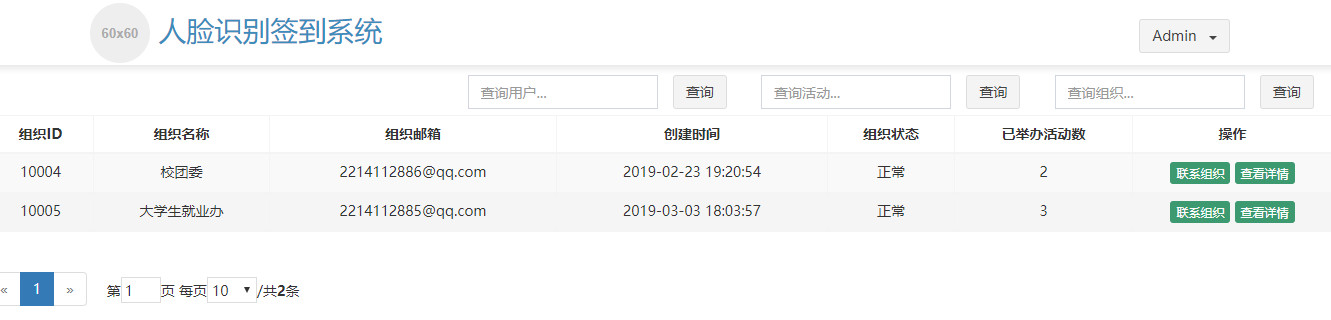 60x60 人脸识别签到系统 Admin
查询用户... 查询 查询活动... 查询 查询组织... 查询
组织ID 组织名称 组织邮箱 创建时间 组织状态 已举办活动数 操作
10004 校团委 2214112886@qq.com 2019-02-23 19:20:54 正常 2 联系组织 查看详情
10005 大学生就业办 2214112885@qq.com 2019-03-03 18:03:57 正常 3 联系组织 查看详情
« 1 » 第1页 每页10/共2条